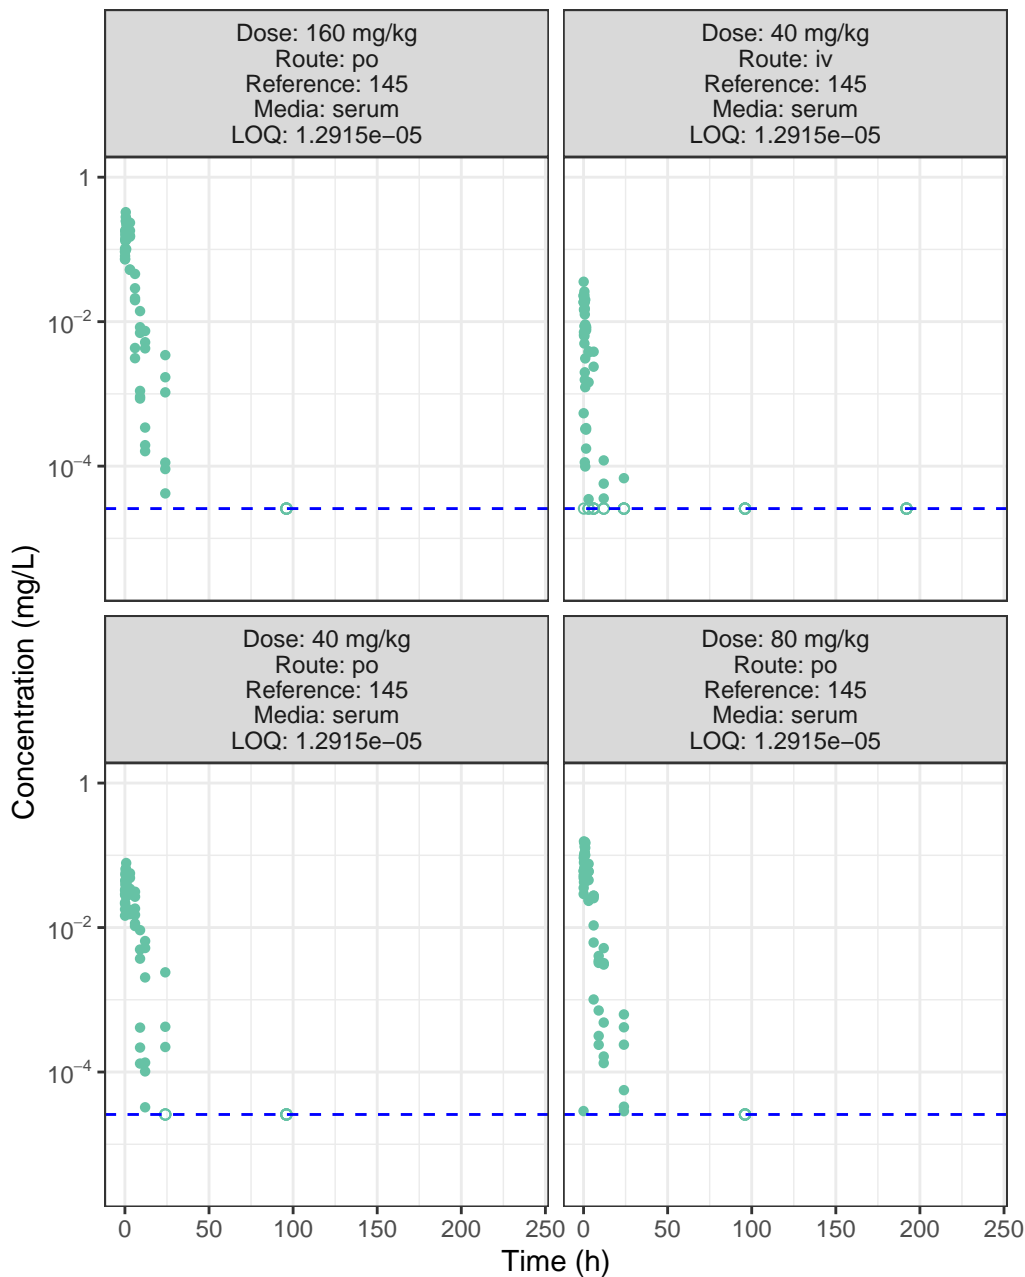 Dose: 160 mg/kg
Route: po
Reference: 145
Media: serum
LOQ: 1.2915e−05
Dose: 40 mg/kg
Route: iv
Reference: 145
Media: serum
LOQ: 1.2915e−05
1
10−2
10−4
Dose: 40 mg/kg
Route: po
Reference: 145
Media: serum
LOQ: 1.2915e−05
Dose: 80 mg/kg
Route: po
Reference: 145
Media: serum
LOQ: 1.2915e−05
1
10−2
10−4
Concentration (mg/L)
0 50 100 150 200 250
0 50 100 150 200 250
Time (h)